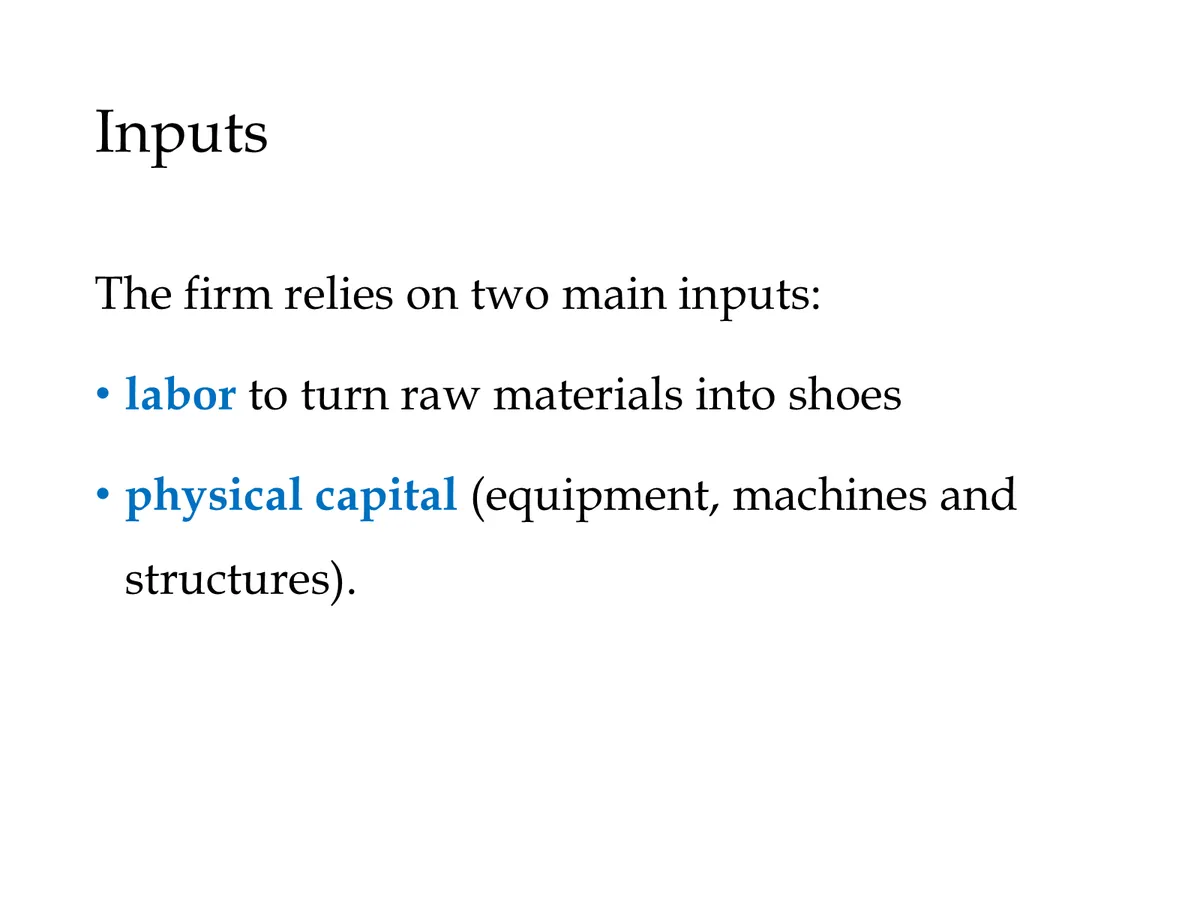 Inputs
The firm relies on two main inputs:
• labor to turn raw materials into shoes
• physical capital (equipment, machines and
structures).